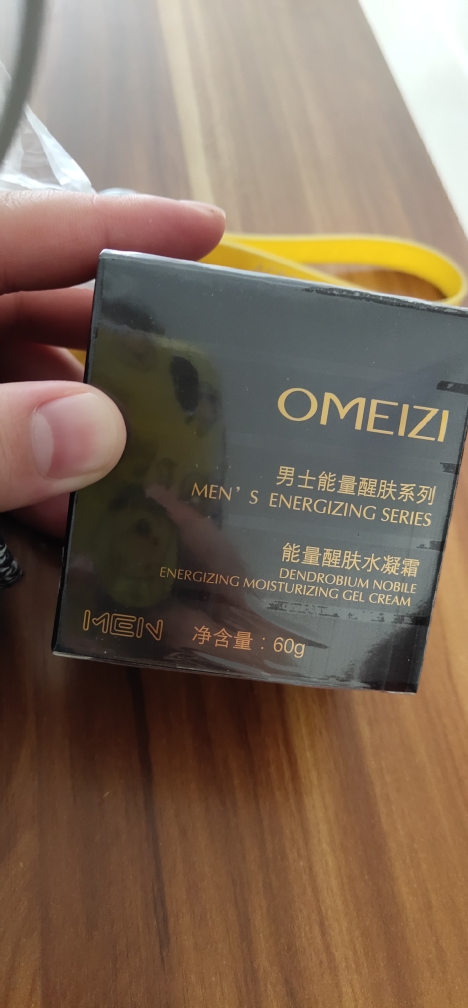 OMEIZI
男士能量醒肤系列
MEN'S ENERGIZING SERIES
能量醒肤水凝霜
DENDROBIUM NOBILE
ENERGIZING MOISTURIZING GEL CREAM
MEN 净含量：60g